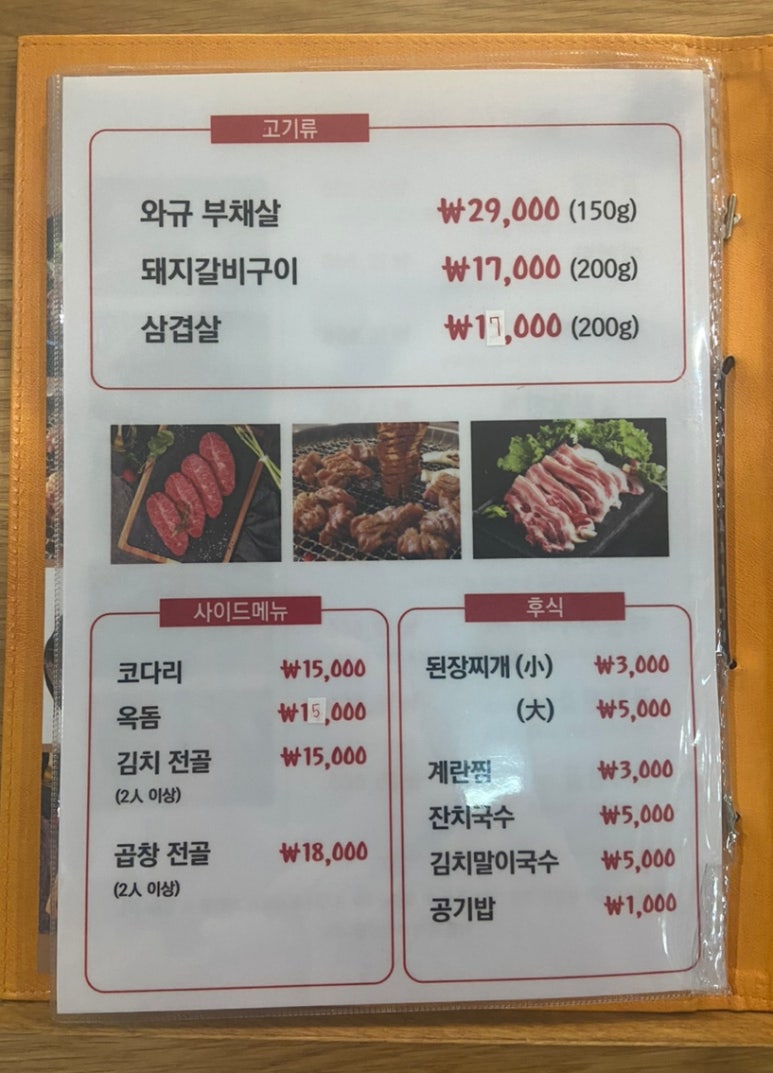 고기류
와규 부채살 ₩29,000 (150g)
돼지갈비구이 ₩17,000 (200g)
삼겹살 ₩17,000 (200g)
사이드메뉴
코다리 ₩15,000
옥돔 ₩15,000
김치 전골 ₩15,000
(2人 이상)
곱창 전골 ₩18,000
(2人 이상)
후식
된장찌개 (小) ₩3,000
(大) ₩5,000
계란찜 ₩3,000
잔치국수 ₩5,000
김치말이국수 ₩5,000
공기밥 ₩1,000